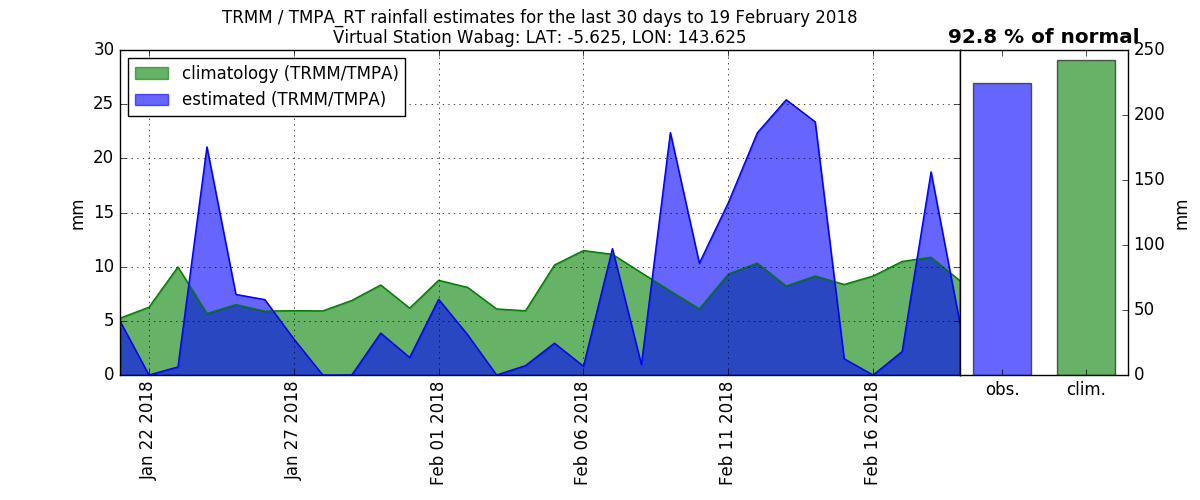 TRMM / TMPA_RT rainfall estimates for the last 30 days to 19 February 2018
Virtual Station Wabag: LAT: -5.625, LON: 143.625
92.8 % of normal
climatology (TRMM/TMPA)
estimated (TRMM/TMPA)
30
25
20
15
10
5
0
mm
Jan 22 2018
Jan 27 2018
Feb 01 2018
Feb 06 2018
Feb 11 2018
Feb 16 2018
250
200
150
100
50
0
mm
obs.
clim.